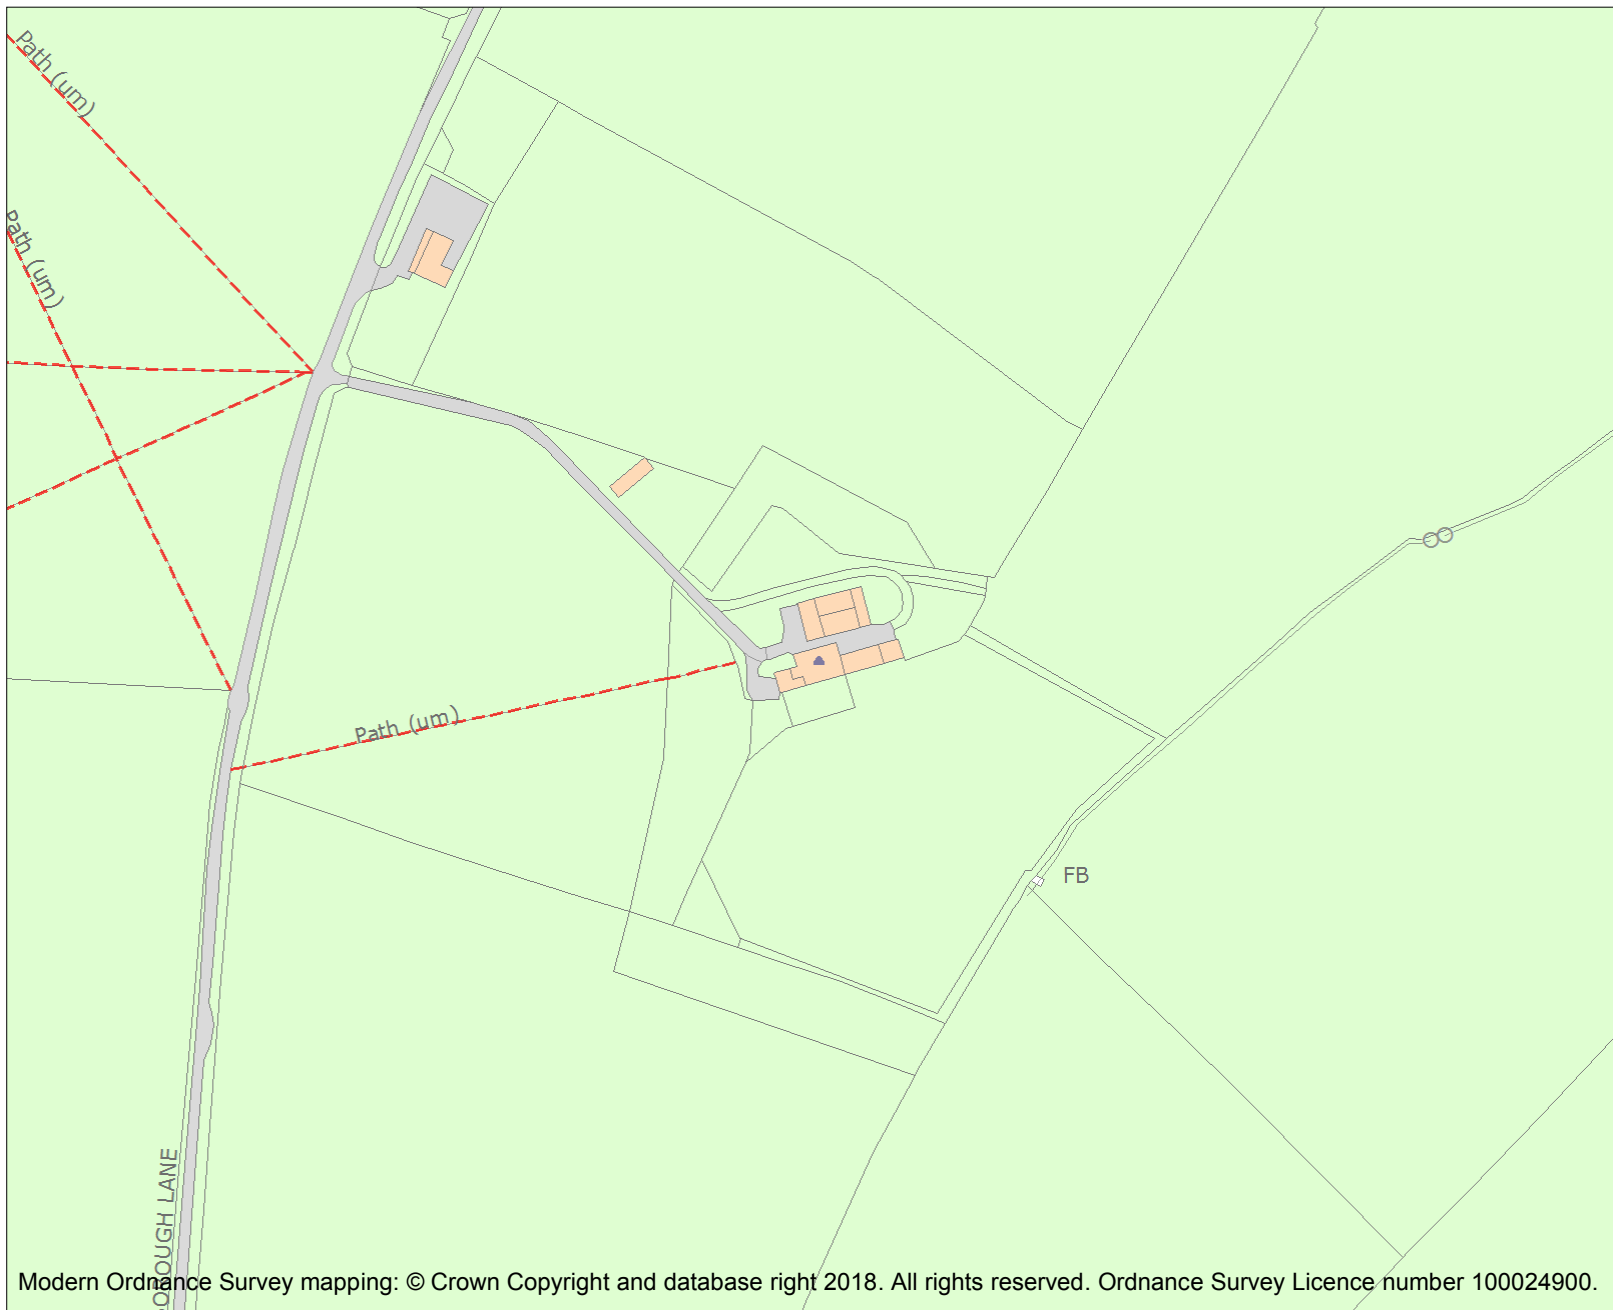 Path (um)
Path (um)
Path (um)
FB
LANE
Modern Ordnance Survey mapping: © Crown Copyright and database right 2018. All rights reserved. Ordnance Survey Licence number 100024900.